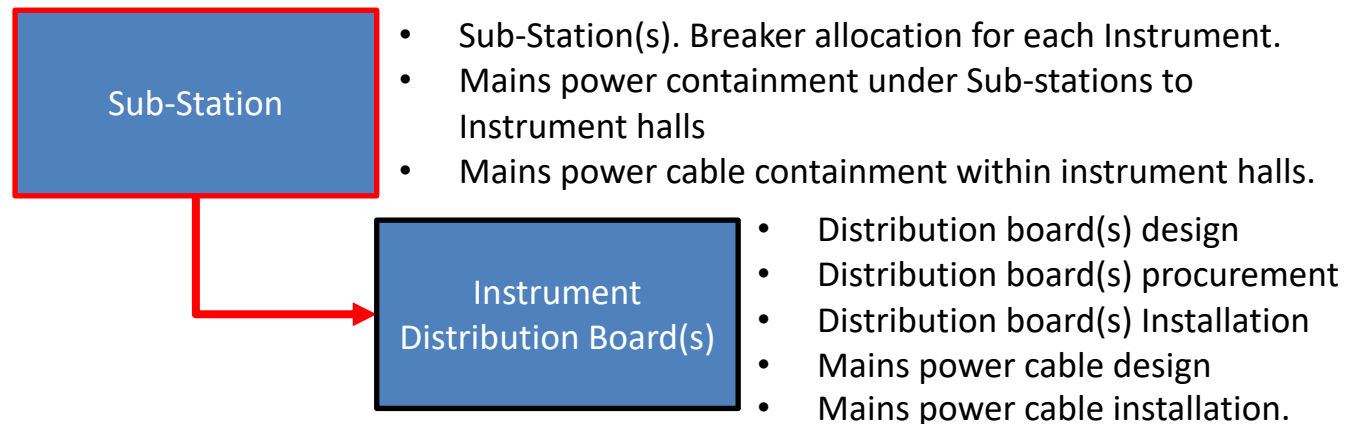 Sub-Station
• Sub-Station(s). Breaker allocation for each Instrument.
• Mains power containment under Sub-stations to
Instrument halls
• Mains power cable containment within instrument halls.
Instrument
Distribution Board(s)
• Distribution board(s) design
• Distribution board(s) procurement
• Distribution board(s) Installation
• Mains power cable design
• Mains power cable installation.